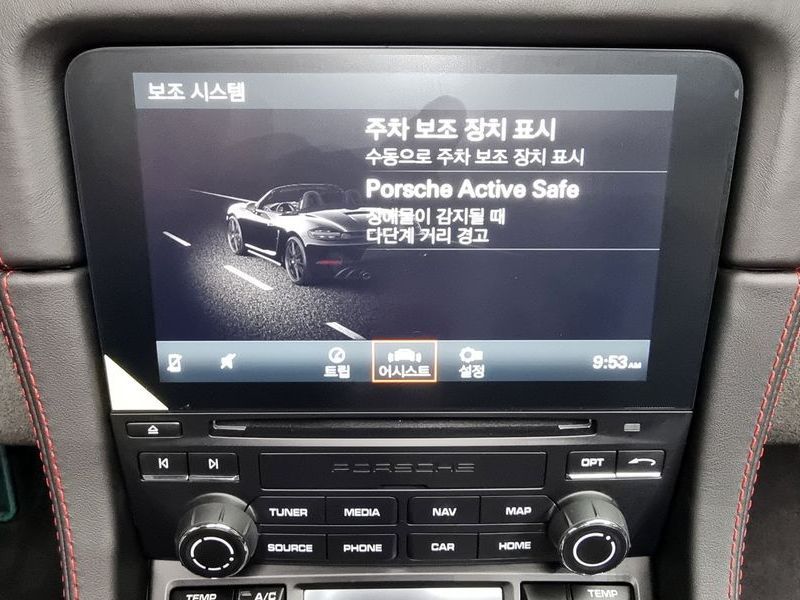 보조 시스템
주차 보조 장치 표시
수동으로 주차 보조 장치 표시
Porsche Active Safe
장애물이 감지될 때
다단계 거리 경고
트립
어시스트
설정
9:53AM
PORSCHE
OPT
TUNER
MEDIA
NAV
MAP
SOURCE
PHONE
CAR
HOME
TEMP
A/C
TEMP